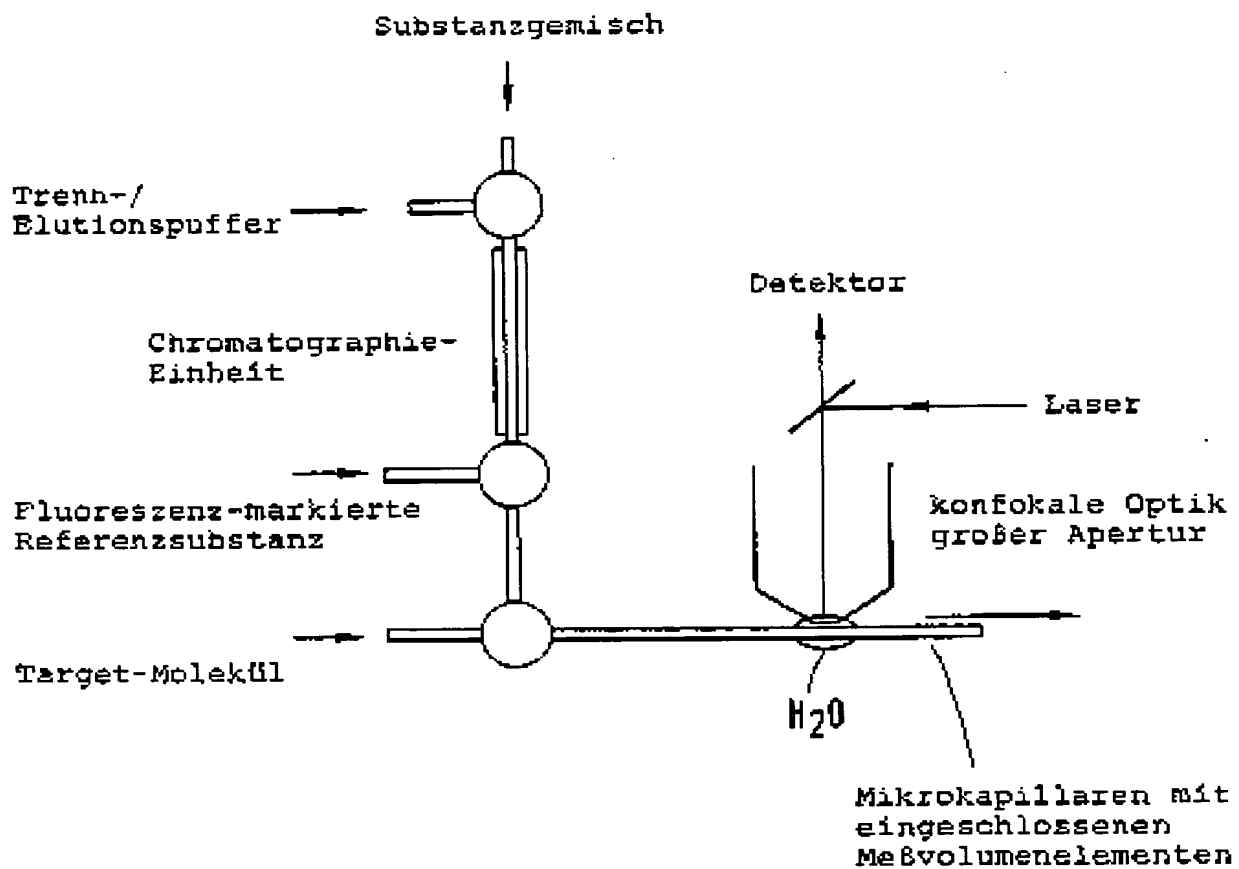 Substanzgemisch
Trenn-/
Elutionspuffer
Detektor
Chromatographie-
Einheit
Laser
Fluoreszenz-markierte
Referenzsubstanz
konfokale Optik
großer Apertur
Target-Molekül
H2O
Mikrokapillaren mit
eingeschlossenen
Meßvolumenelementen